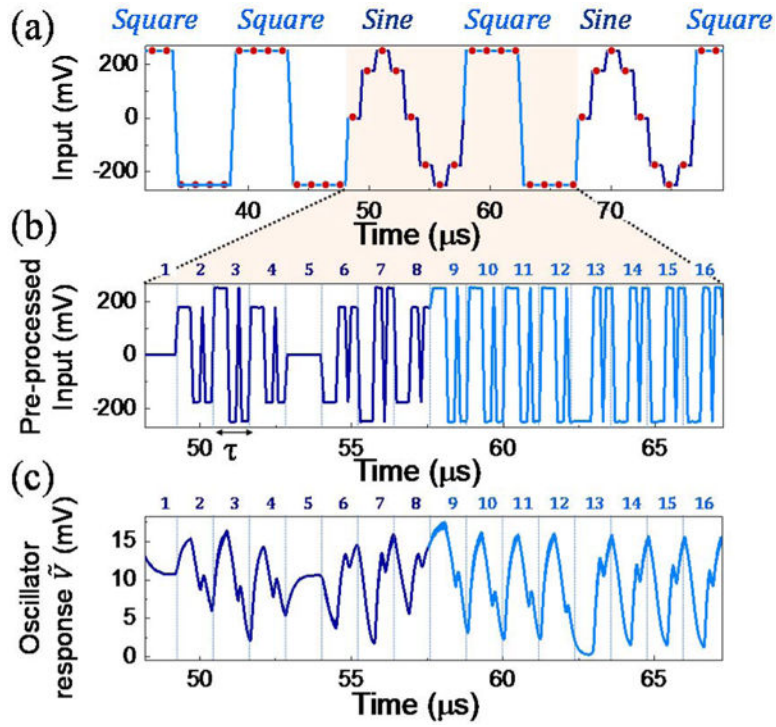 (a) Square Square Sine Square Sine Square
Input (mV)
200
0
-200
40 50 60 70
Time (µs)
(b)
1 2 3 4 5 6 7 8 9 10 11 12 13 14 15 16
Pre-processed
Input (mV)
200
0
-200
τ
50 55 60 65
Time (µs)
(c)
1 2 3 4 5 6 7 8 9 10 11 12 13 14 15 16
Oscillator
response Ṽ (mV)
15
10
5
0
50 55 60 65
Time (µs)